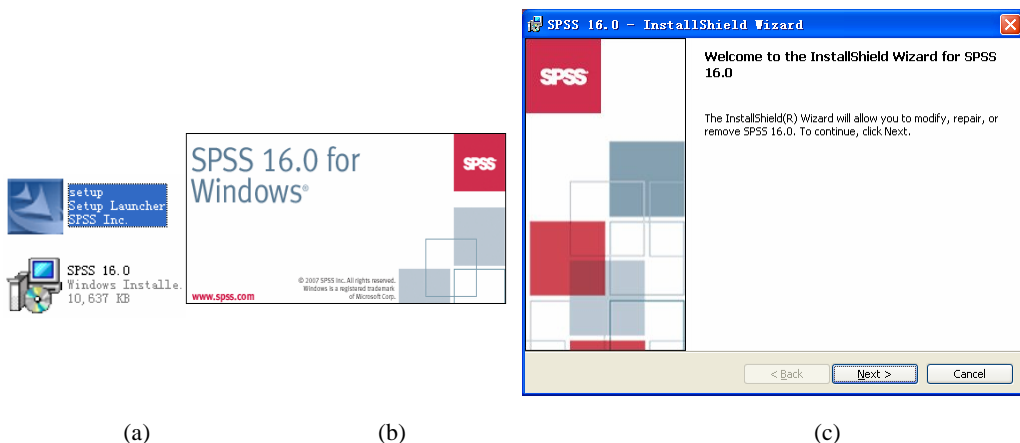 setup
Setup Launcher
SPSS Inc.
SPSS 16.0
Windows Installe.
10,637 KB
(a)
SPSS 16.0 for
Windows®
SPSS
© 2007 SPSS Inc. All rights reserved.
Windows is a registered trademark
of Microsoft Corp.
www.spss.com
(b)
SPSS 16.0 - InstallShield Wizard
SPSS
Welcome to the InstallShield Wizard for SPSS
16.0
The InstallShield(R) Wizard will allow you to modify, repair, or
remove SPSS 16.0. To continue, click Next.
< Back
Next >
Cancel
(c)